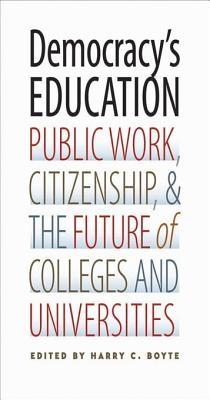 Democracy's
EDUCATION
PUBLIC WORK,
CITIZENSHIP, &
THE FUTURE of
COLLEGES AND
UNIVERSITIES
EDITED BY HARRY C. BOYTE